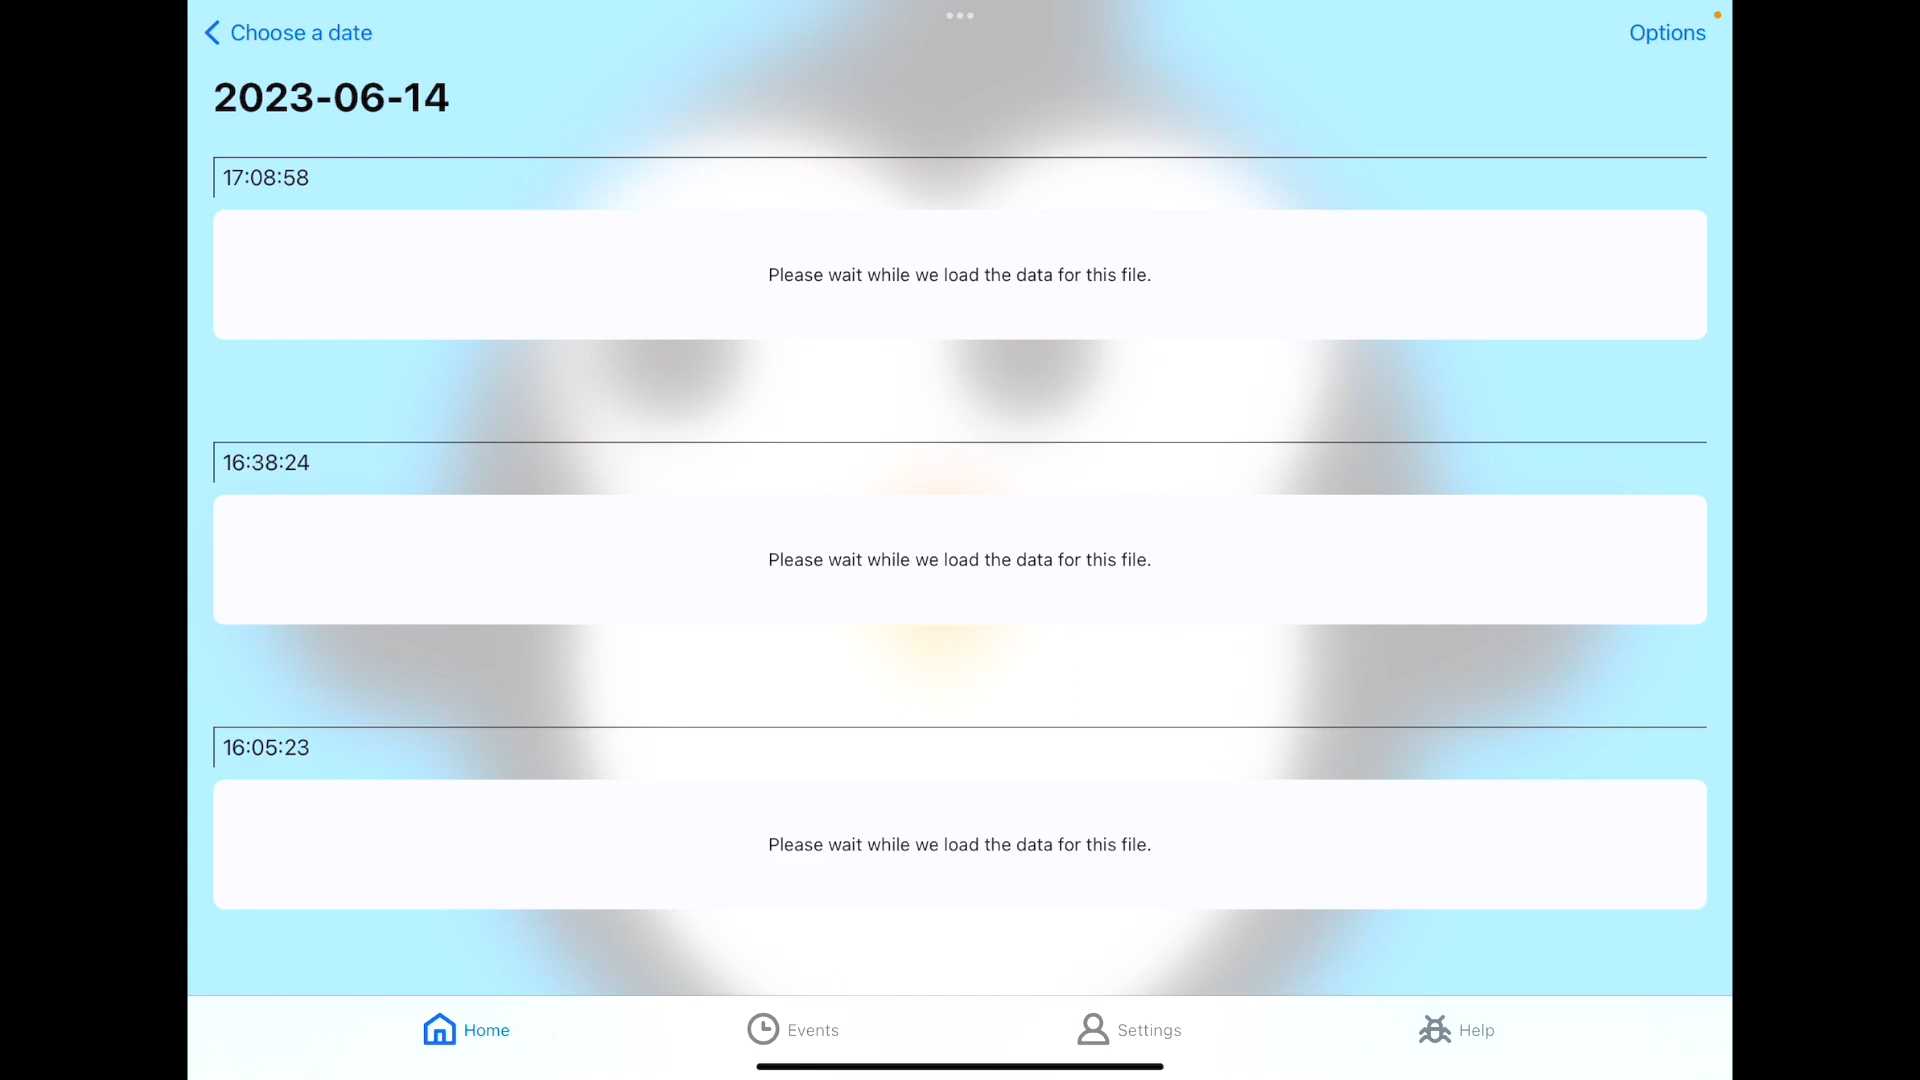 Choose a date
Options
2023-06-14
17:08:58
Please wait while we load the data for this file.
16:38:24
Please wait while we load the data for this file.
16:05:23
Please wait while we load the data for this file.
Home
Events
Settings
Help